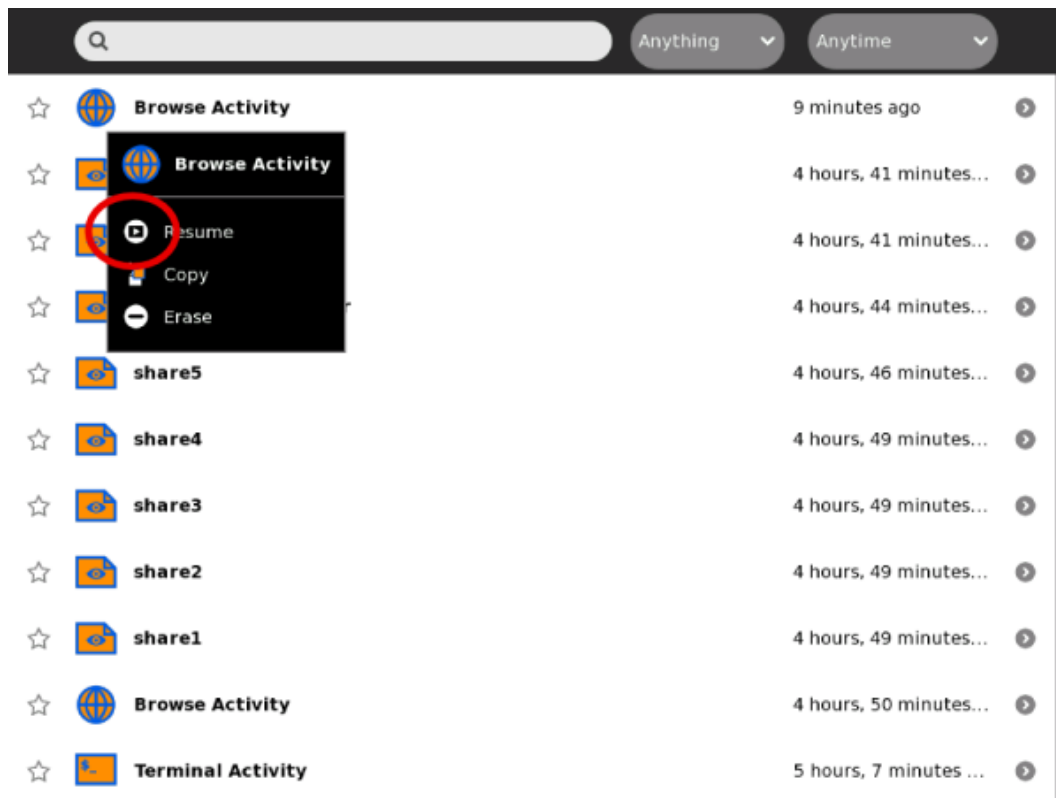 Anything Anytime
Browse Activity 9 minutes ago
Browse Activity
4 hours, 41 minutes...
Resume
4 hours, 41 minutes...
Copy
4 hours, 44 minutes...
Erase
share5 4 hours, 46 minutes...
share4 4 hours, 49 minutes...
share3 4 hours, 49 minutes...
share2 4 hours, 49 minutes...
share1 4 hours, 49 minutes...
Browse Activity 4 hours, 50 minutes...
$_
Terminal Activity 5 hours, 7 minutes ...